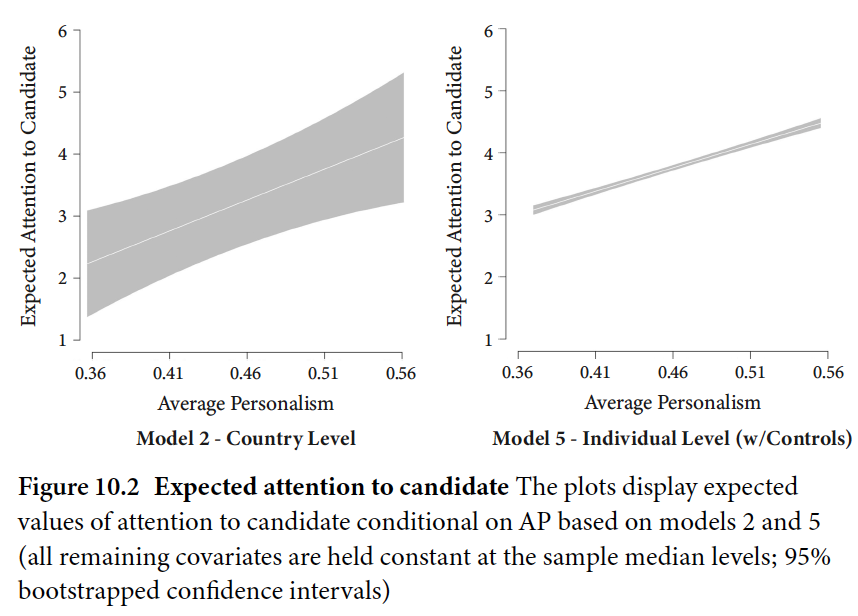 Expected Attention to Candidate
6
5
4
3
2
1
0.36 0.41 0.46 0.51 0.56
Average Personalism
Model 2 - Country Level
Expected Attention to Candidate
6
5
4
3
2
1
0.36 0.41 0.46 0.51 0.56
Average Personalism
Model 5 - Individual Level (w/Controls)
Figure 10.2 Expected attention to candidate The plots display expected
values of attention to candidate conditional on AP based on models 2 and 5
(all remaining covariates are held constant at the sample median levels; 95%
bootstrapped confidence intervals)